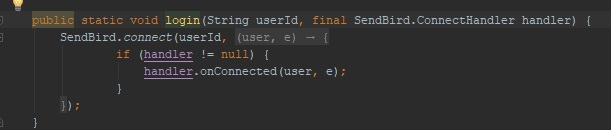 public static void login(String userId, final SendBird.ConnectHandler handler) {
SendBird.connect(userId, (user, e) → {
if (handler != null) {
handler.onConnected(user, e);
}
});
}